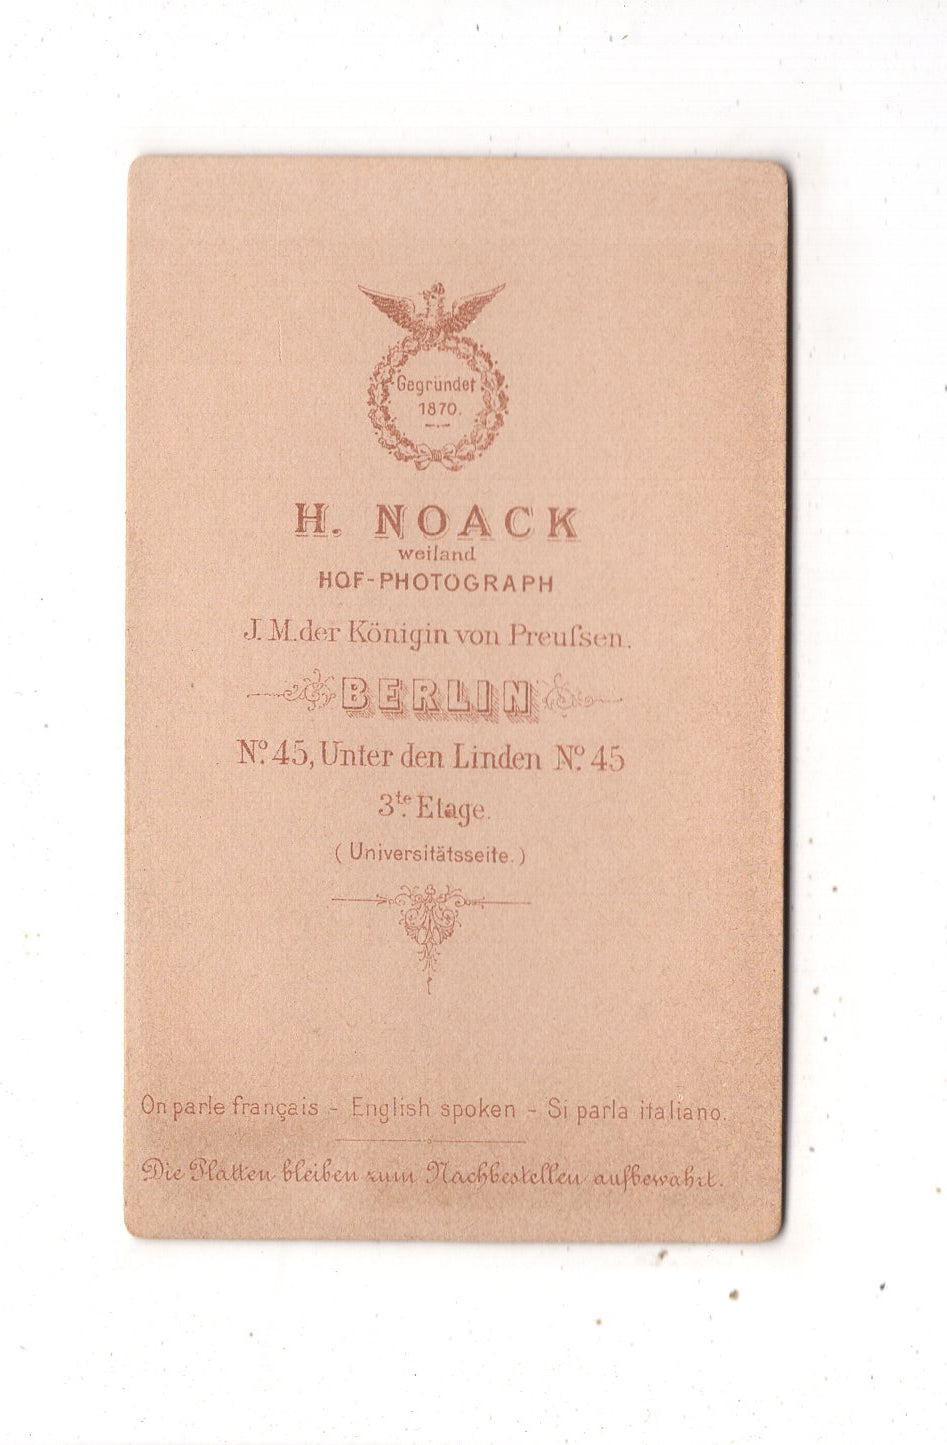 Gegründet
1870.
H. NOACK
weiland
HOF-PHOTOGRAPH
J. M. der Königin von Preuſsen.
BERLIN
Nº 45, Unter den Linden Nº 45
3te. Etage.
(Universitätsseite.)
On parle français - English spoken - Si parla italiano.
Die Platten bleiben zum Nachbestellen aufbewahrt.